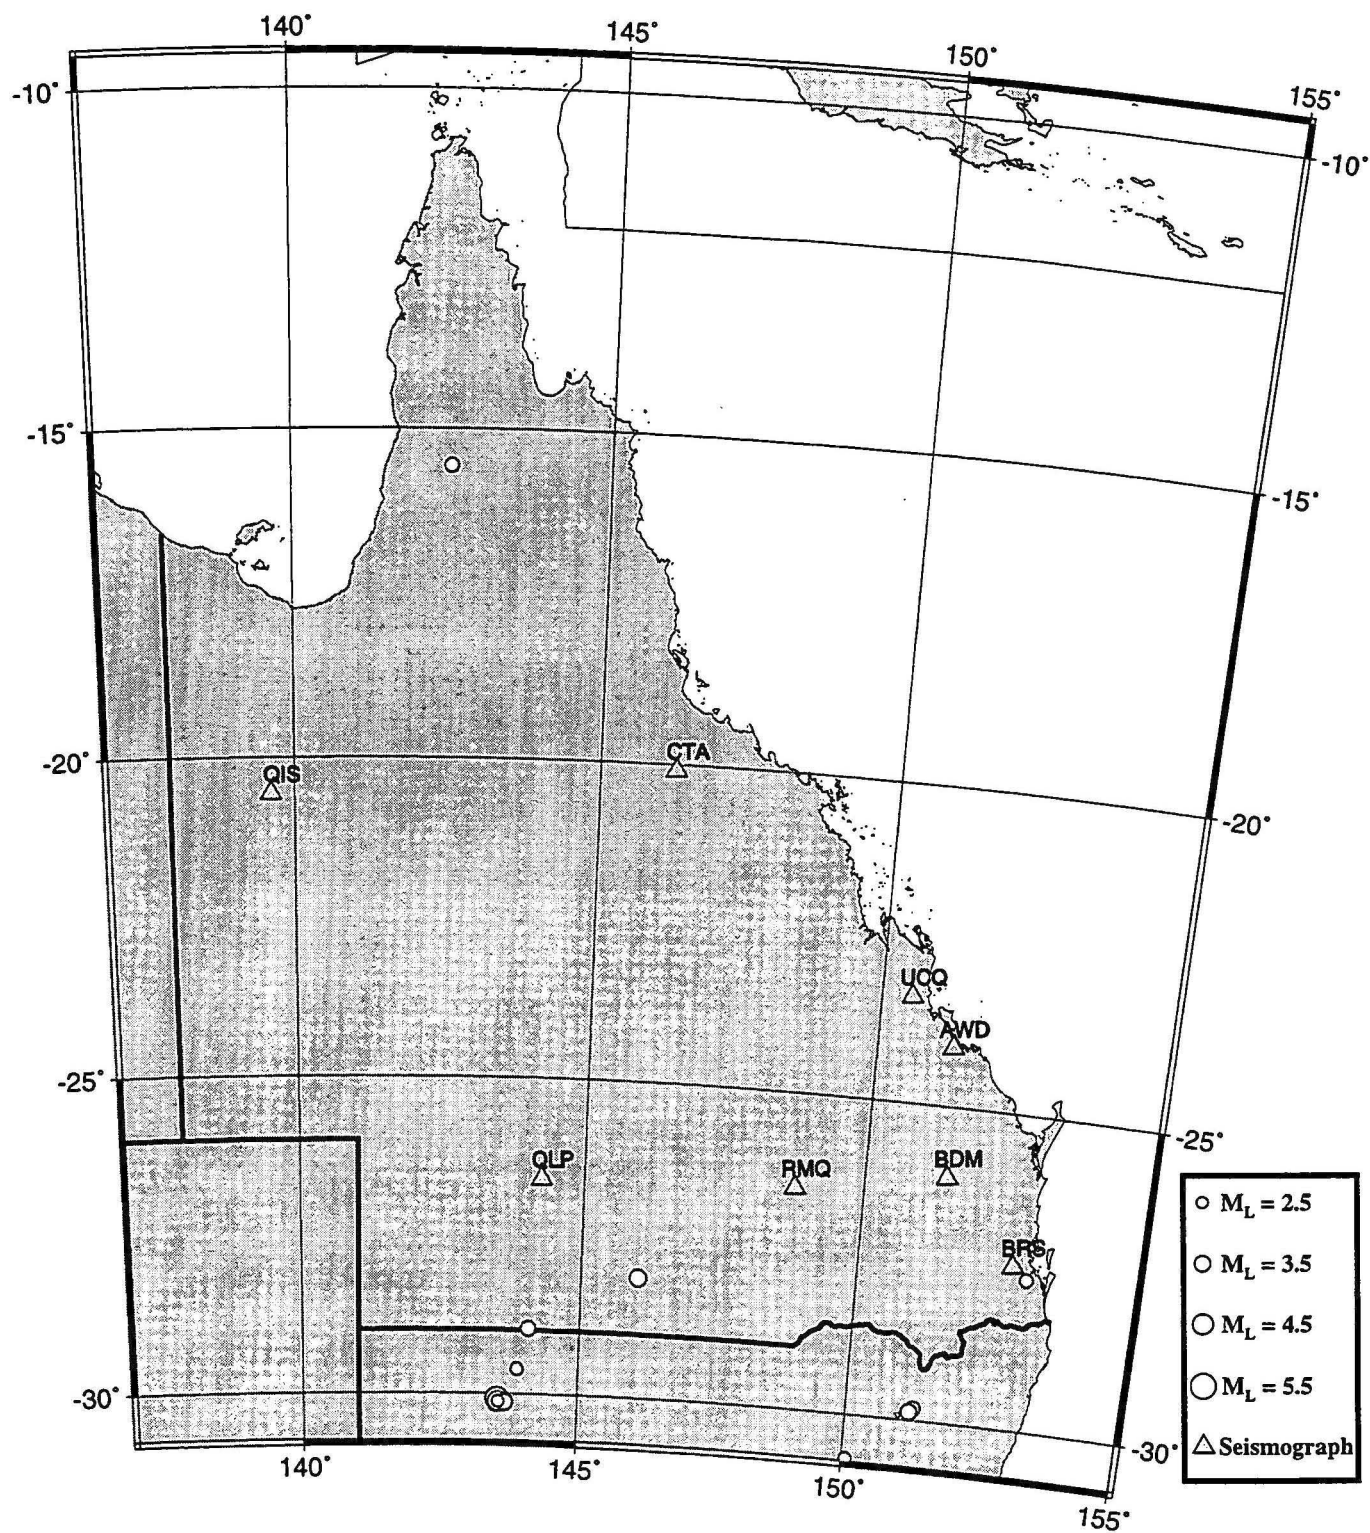 140°
145°
150°
155°
-10°
-10°
-15°
-15°
CTA
-20°
QIS
-20°
UCQ
AWD
-25°
-25°
QLP
RMQ
BDM
BRS
M_L = 2.5
M_L = 3.5
M_L = 4.5
M_L = 5.5
-30°
-30°
Seismograph
140°
145°
150°
155°